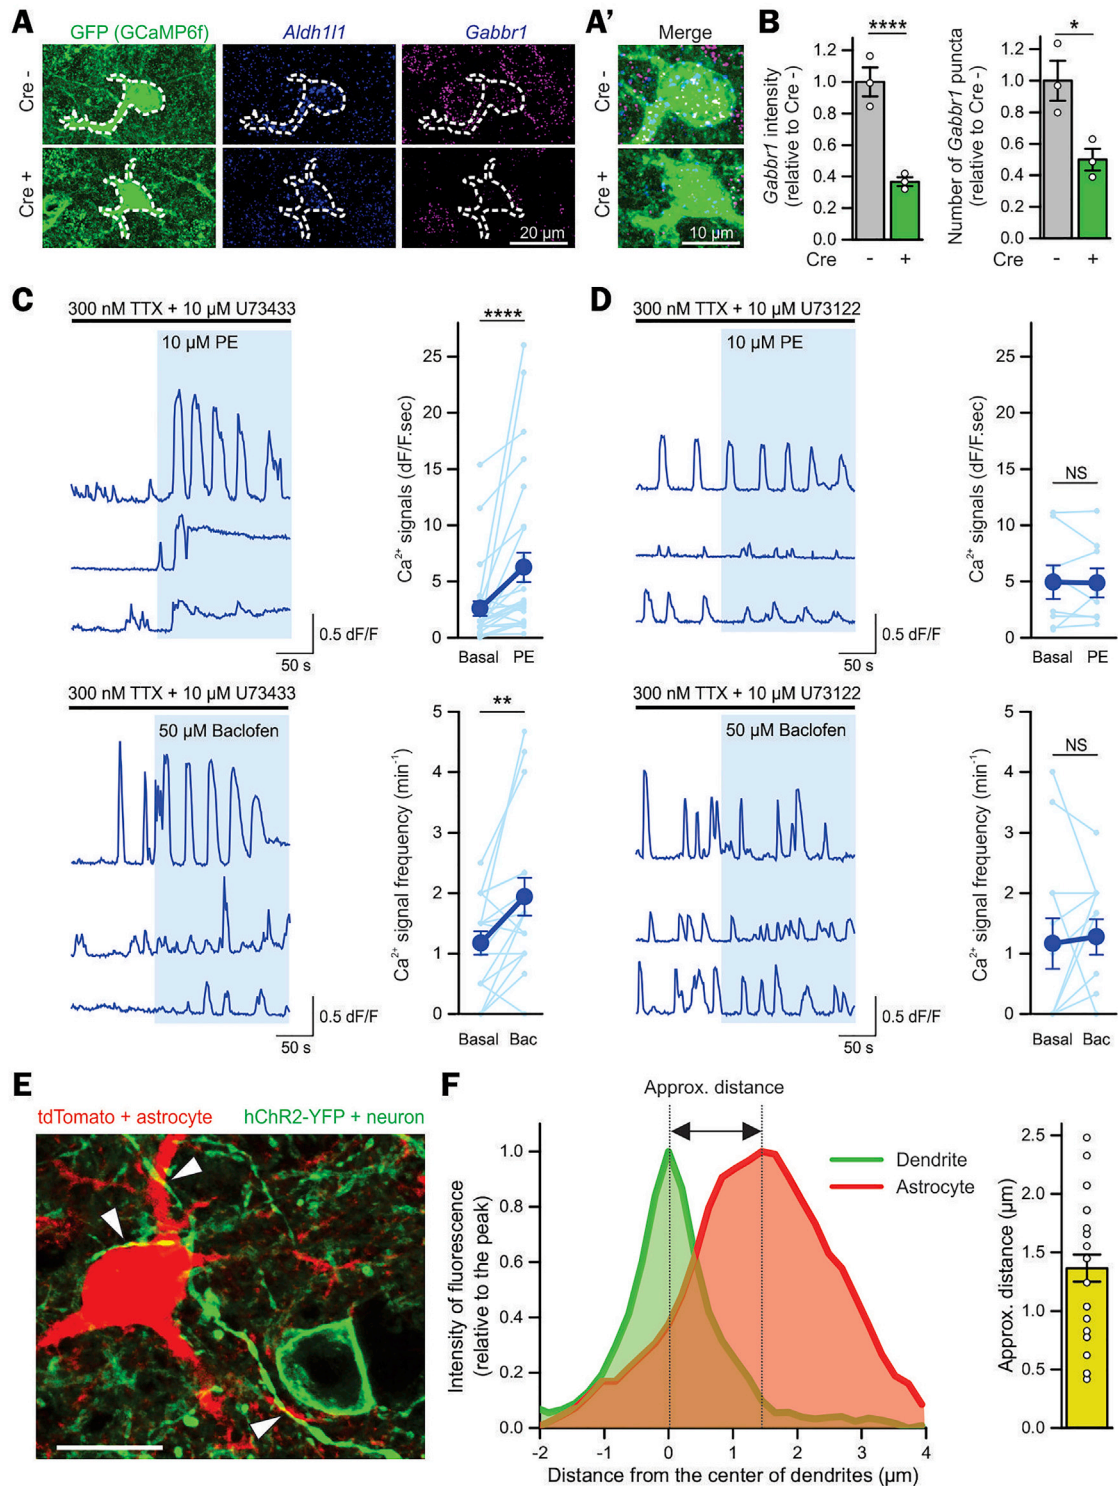 A
GFP (GCaMP6f)
Aldh1l1
Gabbr1
Cre -
Cre +
20 µm
A'
Merge
Cre -
Cre +
10 µm
B
****
Gabbr1 intensity
(relative to Cre -)
1.2
1.0
0.8
0.6
0.4
0.2
0.0
Cre - +
*
Number of Gabbr1 puncta
(relative to Cre -)
1.2
1.0
0.8
0.6
0.4
0.2
0.0
Cre - +
C
300 nM TTX + 10 µM U73433
10 µM PE
0.5 dF/F
50 s
****
Ca²⁺ signals (dF/F.sec)
25
20
15
10
5
0
Basal PE
300 nM TTX + 10 µM U73433
50 µM Baclofen
0.5 dF/F
50 s
**
Ca²⁺ signal frequency (min⁻¹)
5
4
3
2
1
0
Basal Bac
D
300 nM TTX + 10 µM U73122
10 µM PE
0.5 dF/F
50 s
NS
Ca²⁺ signals (dF/F.sec)
25
20
15
10
5
0
Basal PE
300 nM TTX + 10 µM U73122
50 µM Baclofen
0.5 dF/F
50 s
NS
Ca²⁺ signal frequency (min⁻¹)
5
4
3
2
1
0
Basal Bac
E
tdTomato + astrocyte
hChR2-YFP + neuron
F
Approx. distance
Dendrite
Astrocyte
Intensity of fluorescence
(relative to the peak)
1.0
0.8
0.6
0.4
0.2
0.0
-2 -1 0 1 2 3 4
Distance from the center of dendrites (µm)
Approx. distance (µm)
2.5
2.0
1.5
1.0
0.5
0.0